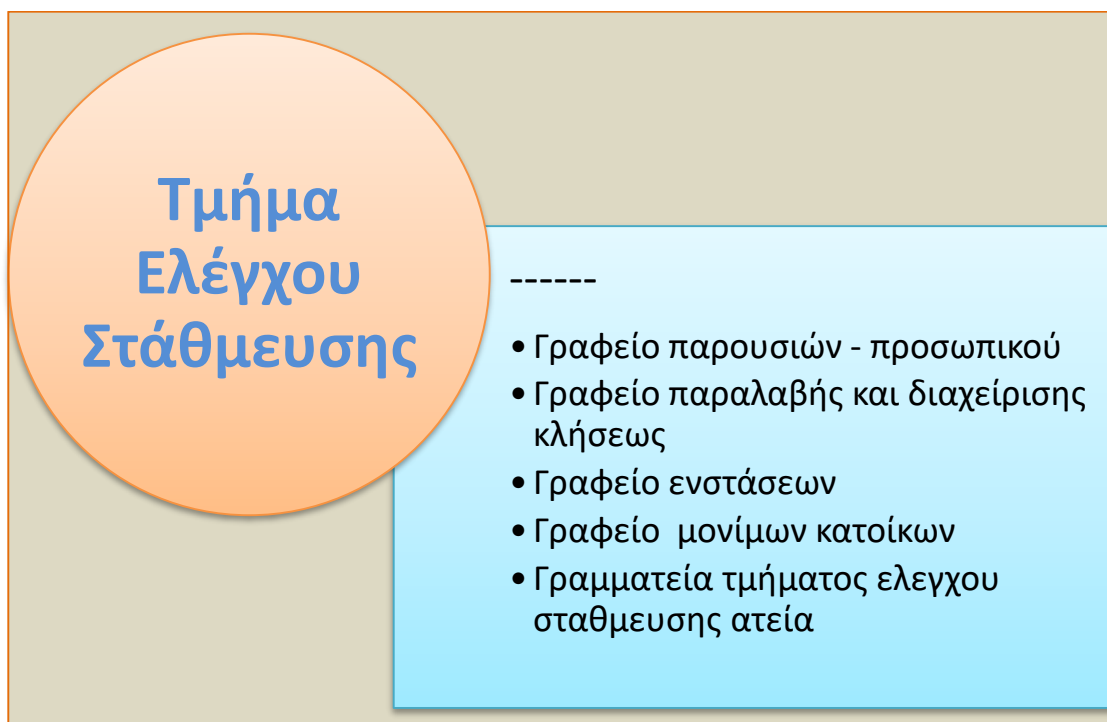 Τμήμα
Ελέγχου
Στάθμευσης
------
• Γραφείο παρουσιών - προσωπικού
• Γραφείο παραλαβής και διαχείρισης
κλήσεως
• Γραφείο ενστάσεων
• Γραφείο  μονίμων κατοίκων
• Γραμματεία τμήματος ελεγχου
σταθμευσης ατεία